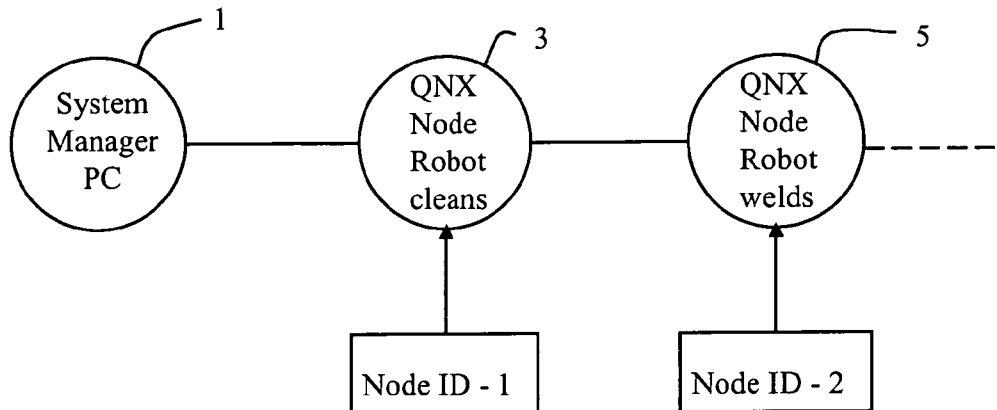 1
System
Manager
PC
3
QNX
Node
Robot
cleans
5
QNX
Node
Robot
welds
Node ID - 1
Node ID - 2